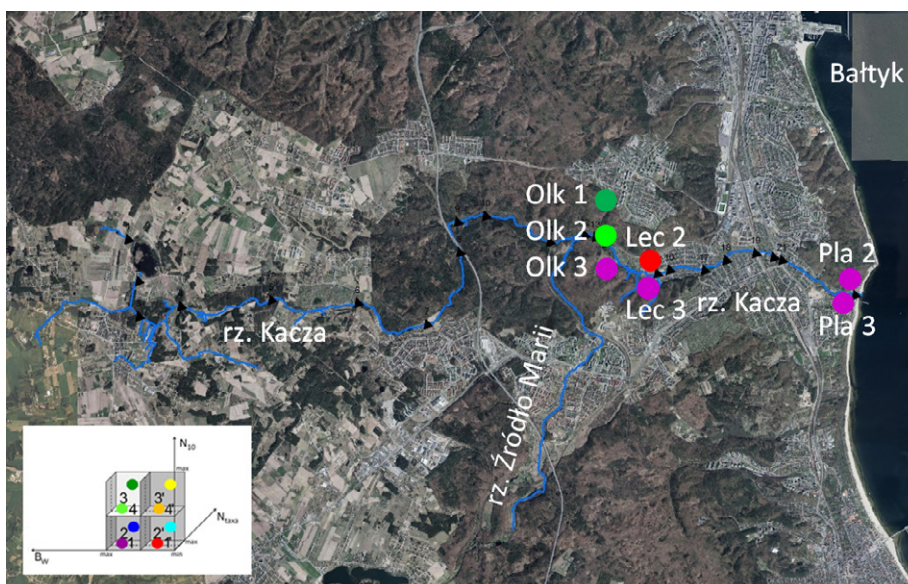 Bałtyk
Olk 1
Olk 2
Lec 2
Olk 3
Pla 2
Lec 3
rz. Kacza
Pla 3
rz. Kacza
rz. Źródło Marii
N10
max
3 3'
4 4'
Ntaxa
2 2'
1 1'
BW
max
min